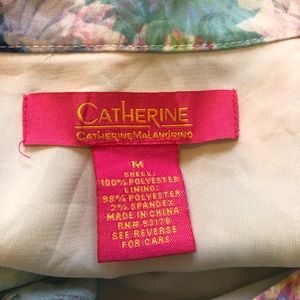 CATHERINE
CATHERINE MALANDRINO
M
SHELL:
100% POLYESTER
LINING:
98% POLYESTER
2% SPANDEX
MADE IN CHINA
RN# 93178
SEE REVERSE
FOR CARE